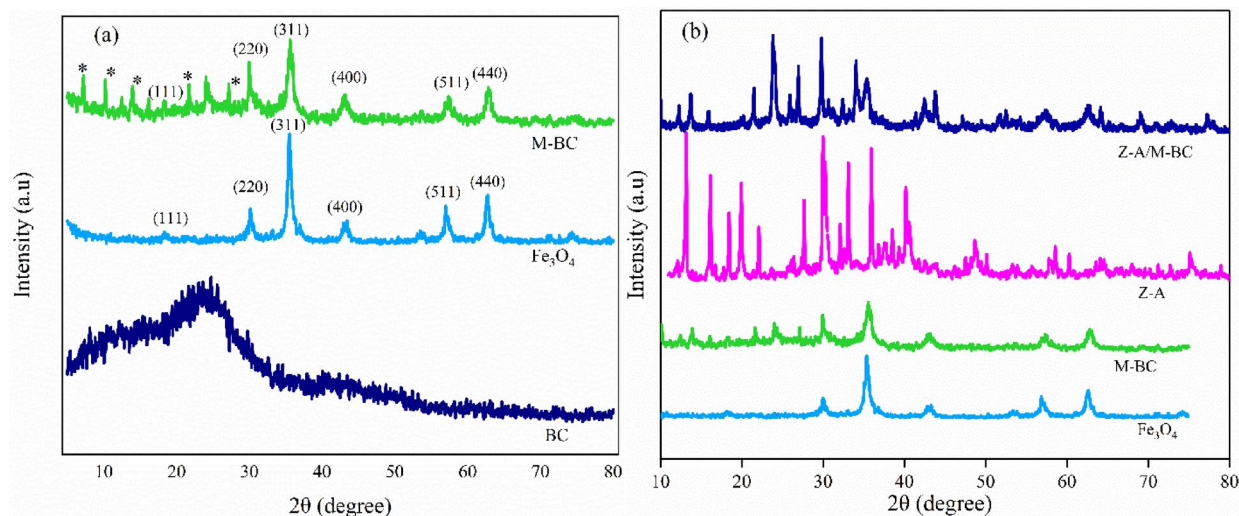 (a)
(311)
(220)
* * * * *
(111)
(400)
(511)
(440)
M-BC
(311)
(220)
(111)
(400)
(511)
(440)
Fe₃O₄
BC
Intensity (a.u)
10 20 30 40 50 60 70 80
2θ (degree)
(b)
Z-A/M-BC
Z-A
M-BC
Fe₃O₄
Intensity (a.u)
10 20 30 40 50 60 70 80
2θ (degree)